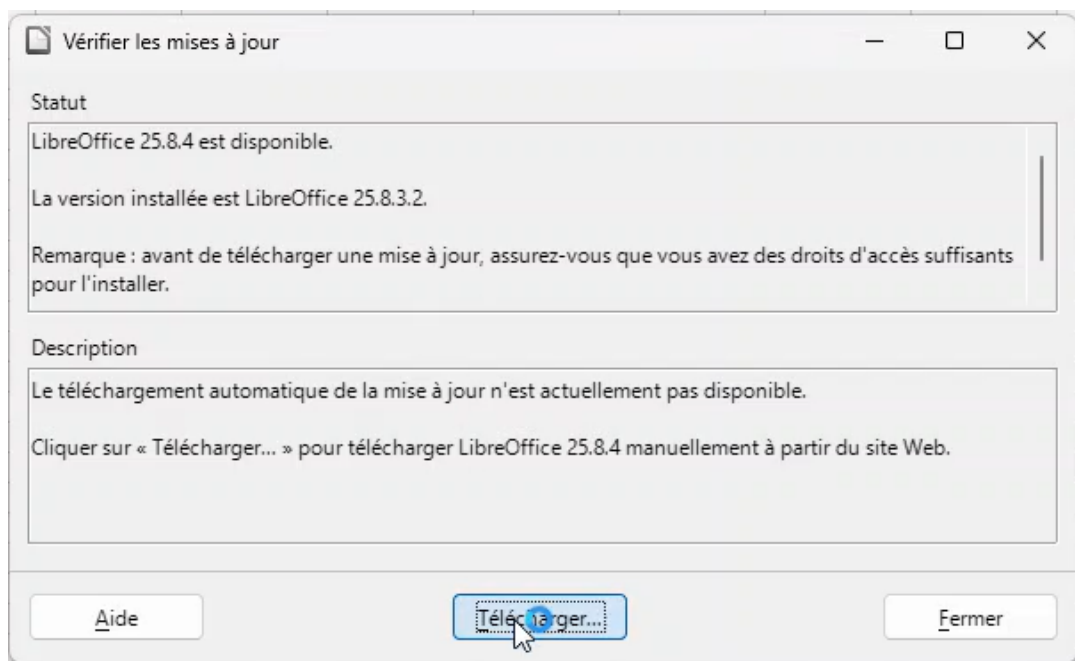 Vérifier les mises à jour
Statut
LibreOffice 25.8.4 est disponible.
La version installée est LibreOffice 25.8.3.2.
Remarque : avant de télécharger une mise à jour, assurez-vous que vous avez des droits d'accès suffisants
pour l'installer.
Description
Le téléchargement automatique de la mise à jour n'est actuellement pas disponible.
Cliquer sur « Télécharger... » pour télécharger LibreOffice 25.8.4 manuellement à partir du site Web.
Aide
Télécharger...
Fermer